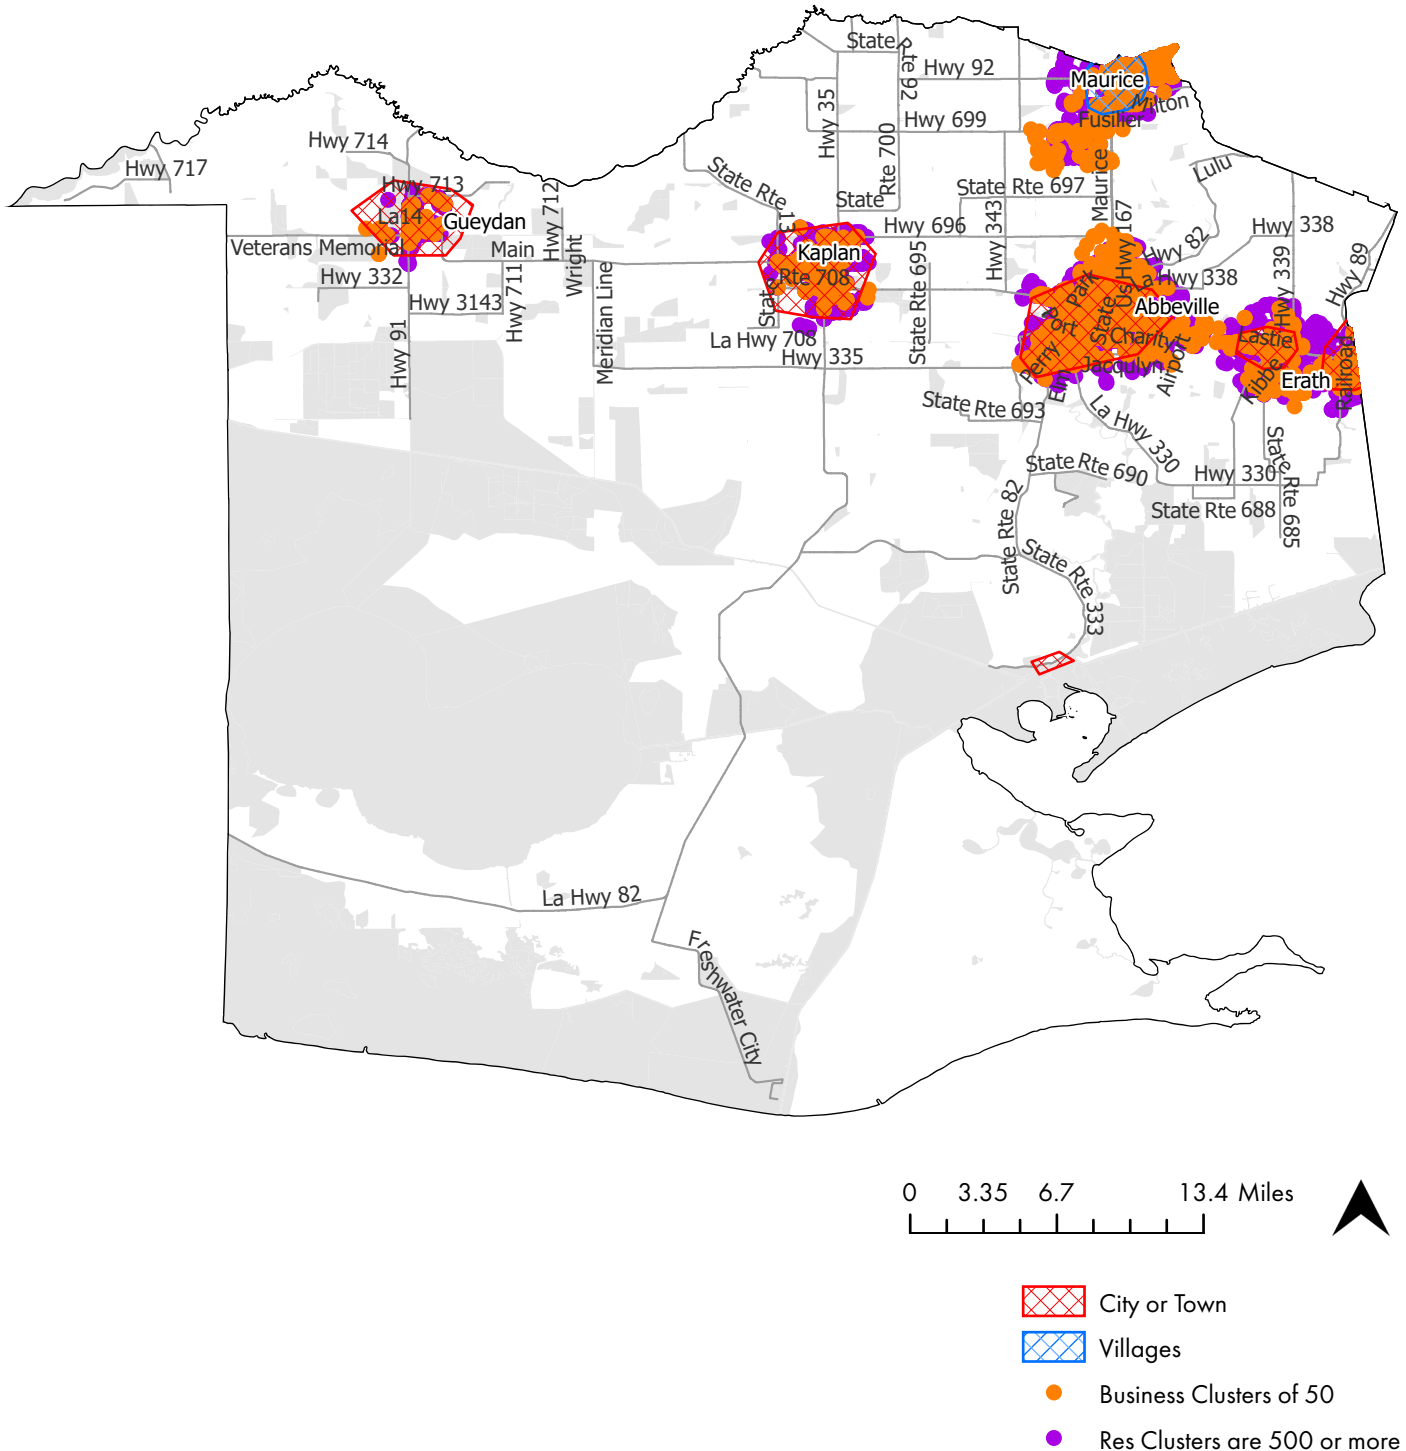 State
Rte 92
Hwy 92
Maurice
Milton
Hwy 35
Hwy 699
Fusilier
Hwy 714
Hwy 717
Rte 700
Maurice
Lulu
State Rte 13
State Rte 697
Hwy 713
Hwy 712
State
La14
Gueydan
Hwy 696
Hwy 343
167
Us Hwy
Hwy 338
Veterans Memorial
Main
Wright
Kaplan
State Rte 695
Hwy 82
Hwy 339
Hwy 89
Hwy 332
Hwy 711
Meridian Line
Rte 708
State
Park
La Hwy 338
Hwy 3143
Abbeville
Port
State
Charity
Lastie
Hwy 91
La Hwy 708
Hwy 335
Perry
Jacqulyn
Airport
Elm
Kibbe
Erath
Railroad
State Rte 693
La Hwy 330
State Rte 690
Hwy 330
State Rte 82
State Rte 688
State Rte 685
State Rte 333
La Hwy 82
Freshwater City
0 3.35 6.7 13.4 Miles
City or Town
Villages
Business Clusters of 50
Res Clusters are 500 or more